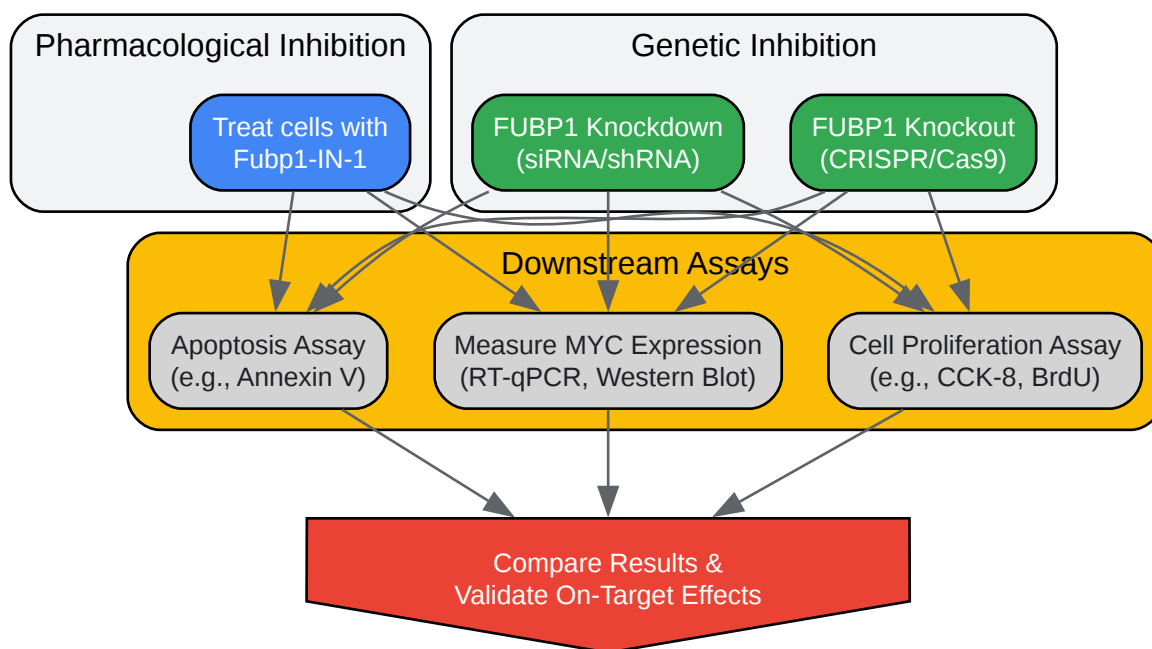 Pharmacological Inhibition
Genetic Inhibition
Treat cells with
Fubp1-IN-1
FUBP1 Knockdown
(siRNA/shRNA)
FUBP1 Knockout
(CRISPR/Cas9)
Downstream Assays
Apoptosis Assay
(e.g., Annexin V)
Measure MYC Expression
(RT-qPCR, Western Blot)
Cell Proliferation Assay
(e.g., CCK-8, BrdU)
Compare Results &
Validate On-Target Effects